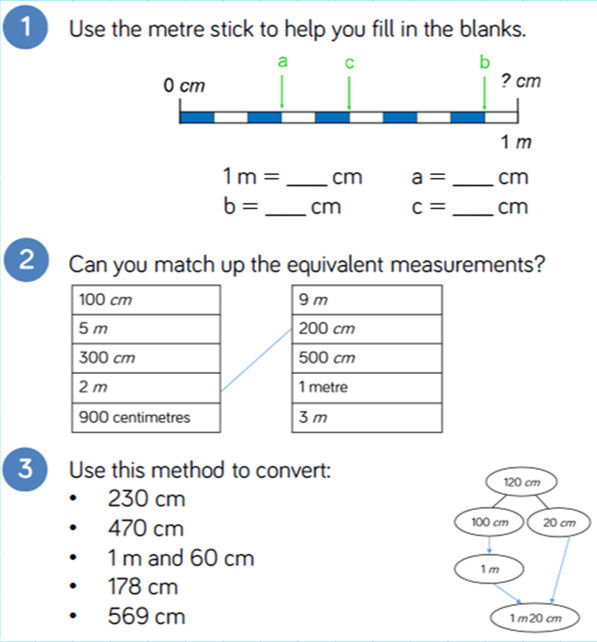 1 Use the metre stick to help you fill in the blanks.
a c b
0 cm ? cm
1 m
1 m = ____ cm a = ____ cm
b = ____ cm c = ____ cm
2 Can you match up the equivalent measurements?
100 cm 9 m
5 m 200 cm
300 cm 500 cm
2 m 1 metre
900 centimetres 3 m
3 Use this method to convert:
• 230 cm
• 470 cm
• 1 m and 60 cm
• 178 cm
• 569 cm
120 cm
100 cm 20 cm
1 m
1 m 20 cm